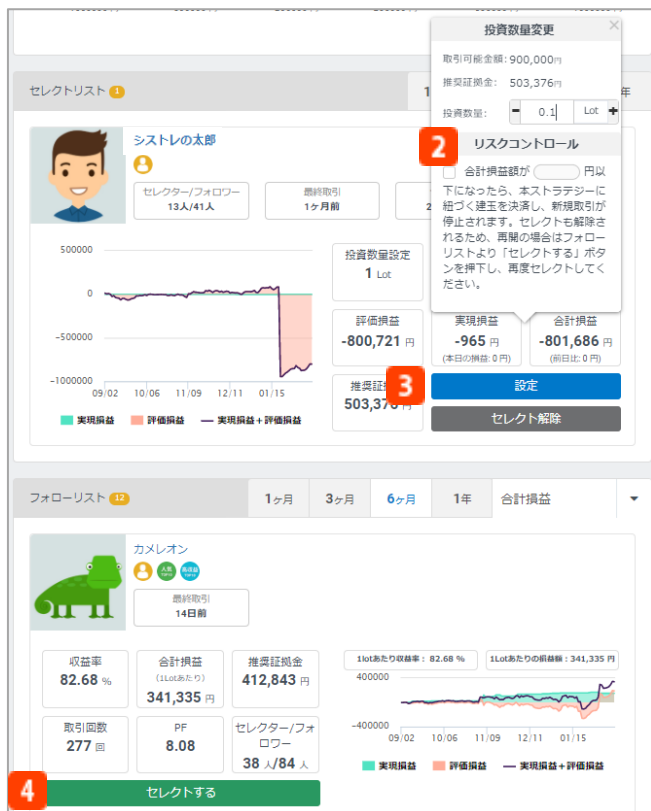 投資数量変更
×
取引可能金額: 900,000円
推奨証拠金: 503,376円
投資数量: - 0.1 Lot +
2
リスクコントロール
合計損益額が 円以
下になったら、本ストラテジーに
紐づく建玉を決済し、新規取引が
停止されます。セレクトも解除さ
れるため、再開の場合はフォロー
リストより「セレクトする」ボタ
ンを押下し、再度セレクトしてく
ださい。
セレクトリスト 1
1
年
シストレの太郎
セレクター/フォロワー
13人/41人
最終取引
1ヶ月前
2
500000
0
-500000
-1000000
09/02 10/06 11/09 12/11 01/15
実現損益 評価損益 実現損益+評価損益
投資数量設定
1 Lot
評価損益
-800,721 円
実現損益
-965 円
(本日の損益: 0 円)
合計損益
-801,686 円
(前日比: 0 円)
推奨証拠
503,376 円
3
設定
セレクト解除
フォローリスト 12
1ヶ月 3ヶ月 6ヶ月 1年 合計損益
カメレオン
最終取引
14日前
収益率
82.68 %
合計損益
(1Lotあたり)
341,335 円
推奨証拠金
412,843 円
取引回数
277 回
PF
8.08
セレクター/フォ
ロワー
38 人/84 人
1lotあたり収益率: 82.68 %
1Lotあたりの損益額: 341,335 円
400000
-400000
09/02 10/06 11/09 12/11 01/15
実現損益 評価損益 実現損益+評価損益
4
セレクトする